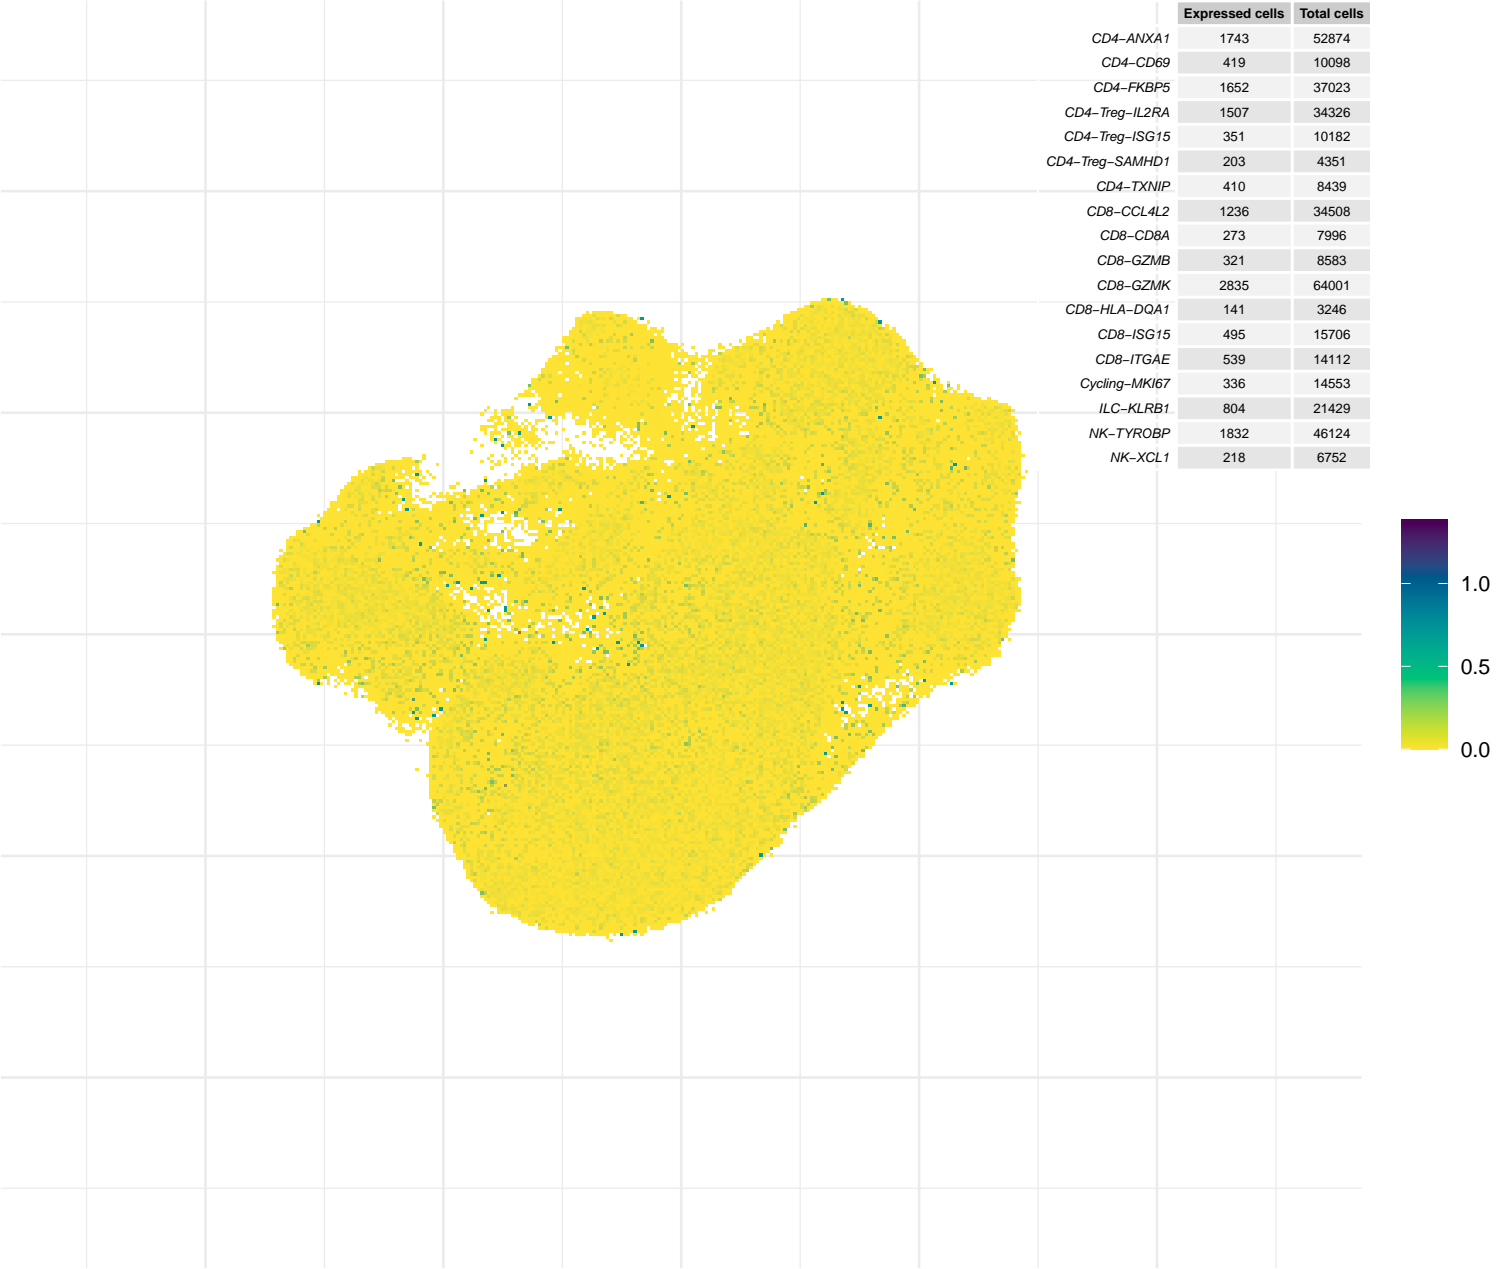 Expressed cells Total cells
CD4−ANXA1 1743 52874
CD4−CD69 419 10098
CD4−FKBP5 1652 37023
CD4−Treg−IL2RA 1507 34326
CD4−Treg−ISG15 351 10182
CD4−Treg−SAMHD1 203 4351
CD4−TXNIP 410 8439
CD8−CCL4L2 1236 34508
CD8−CD8A 273 7996
CD8−GZMB 321 8583
CD8−GZMK 2835 64001
CD8−HLA−DQA1 141 3246
CD8−ISG15 495 15706
CD8−ITGAE 539 14112
Cycling−MKI67 336 14553
ILC−KLRB1 804 21429
NK−TYROBP 1832 46124
NK−XCL1 218 6752
1.0
0.5
0.0